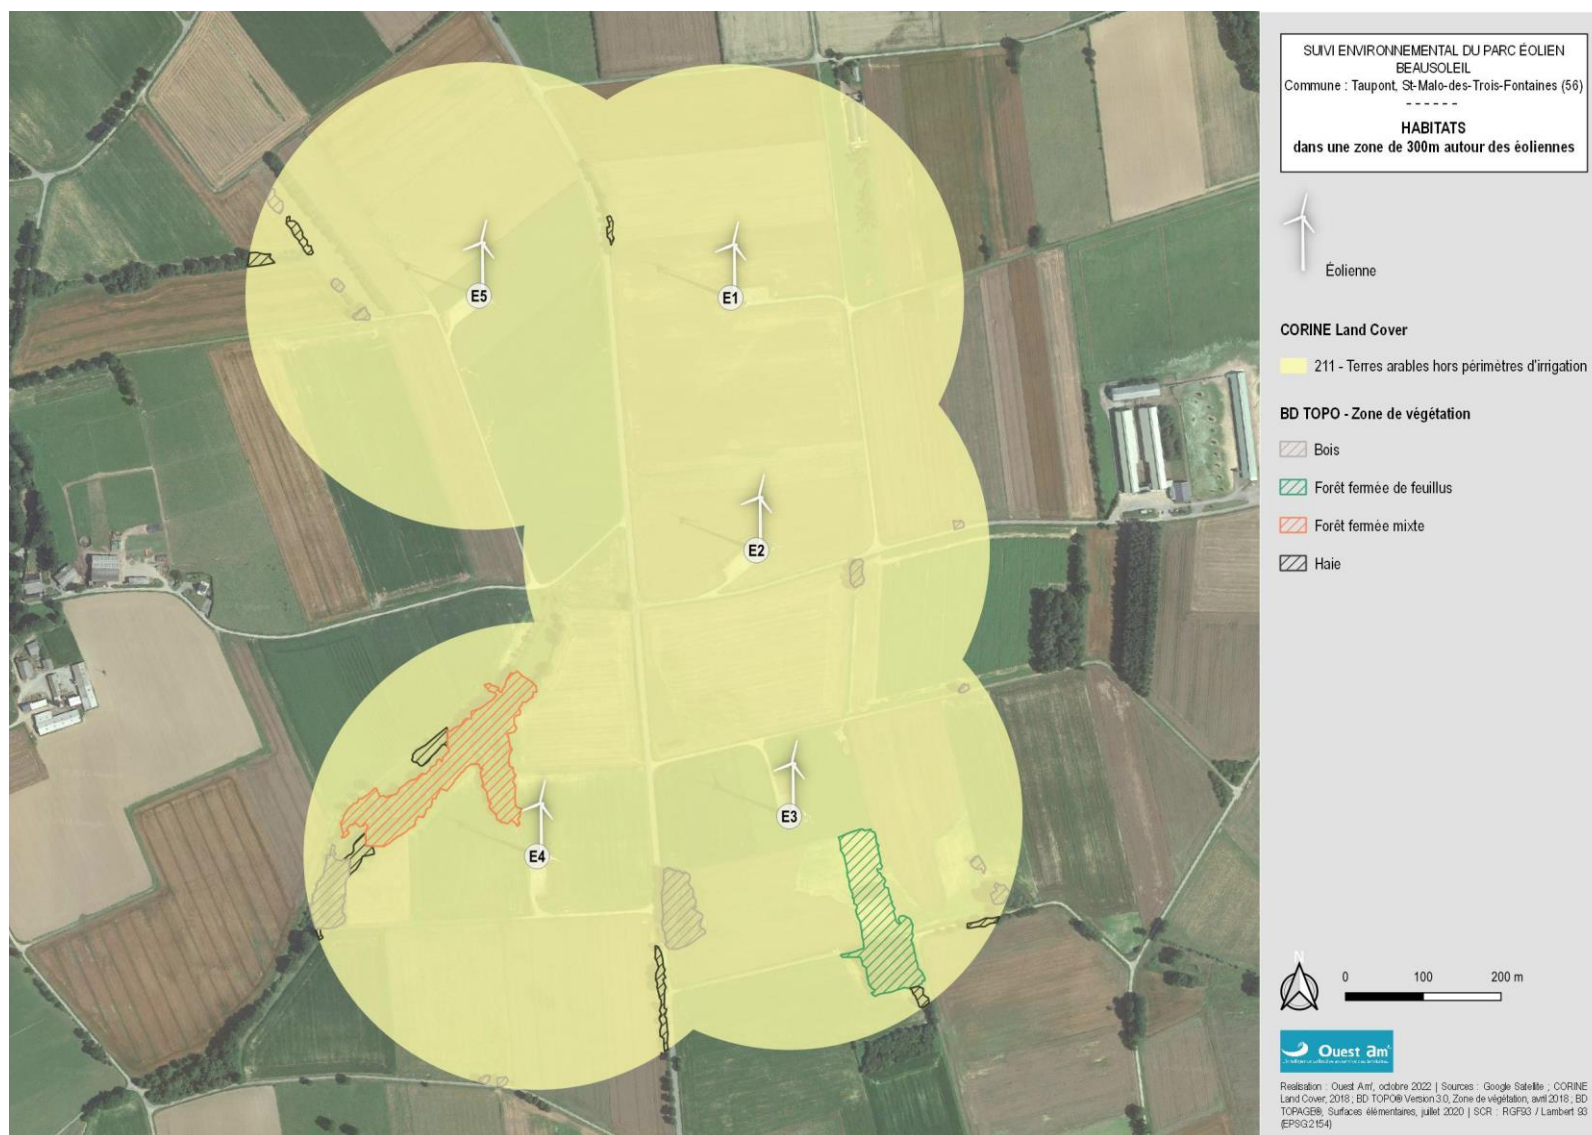 SUIVI ENVIRONNEMENTAL DU PARC ÉOLIEN
BEAUSOLEIL
Commune : Taupont, St-Malo-des-Trois-Fontaines (56)
- - - - - -
HABITATS
dans une zone de 300m autour des éoliennes
Éolienne
CORINE Land Cover
211 - Terres arables hors périmètres d'irrigation
BD TOPO - Zone de végétation
Bois
Forêt fermée de feuillus
Forêt fermée mixte
Haie
E5
E1
E2
E3
E4
N
0 100 200 m
Ouest am'
Realisation : Ouest Am', octobre 2022 | Sources : Google Satellite ; CORINE
Land Cover, 2018 ; BD TOPO® Version 3.0, Zone de végétation, avril 2018 ; BD
TOPAGE®, Surfaces élémentaires, juillet 2020 | SCR : RGF93 / Lambert 93
(EPSG:2154)